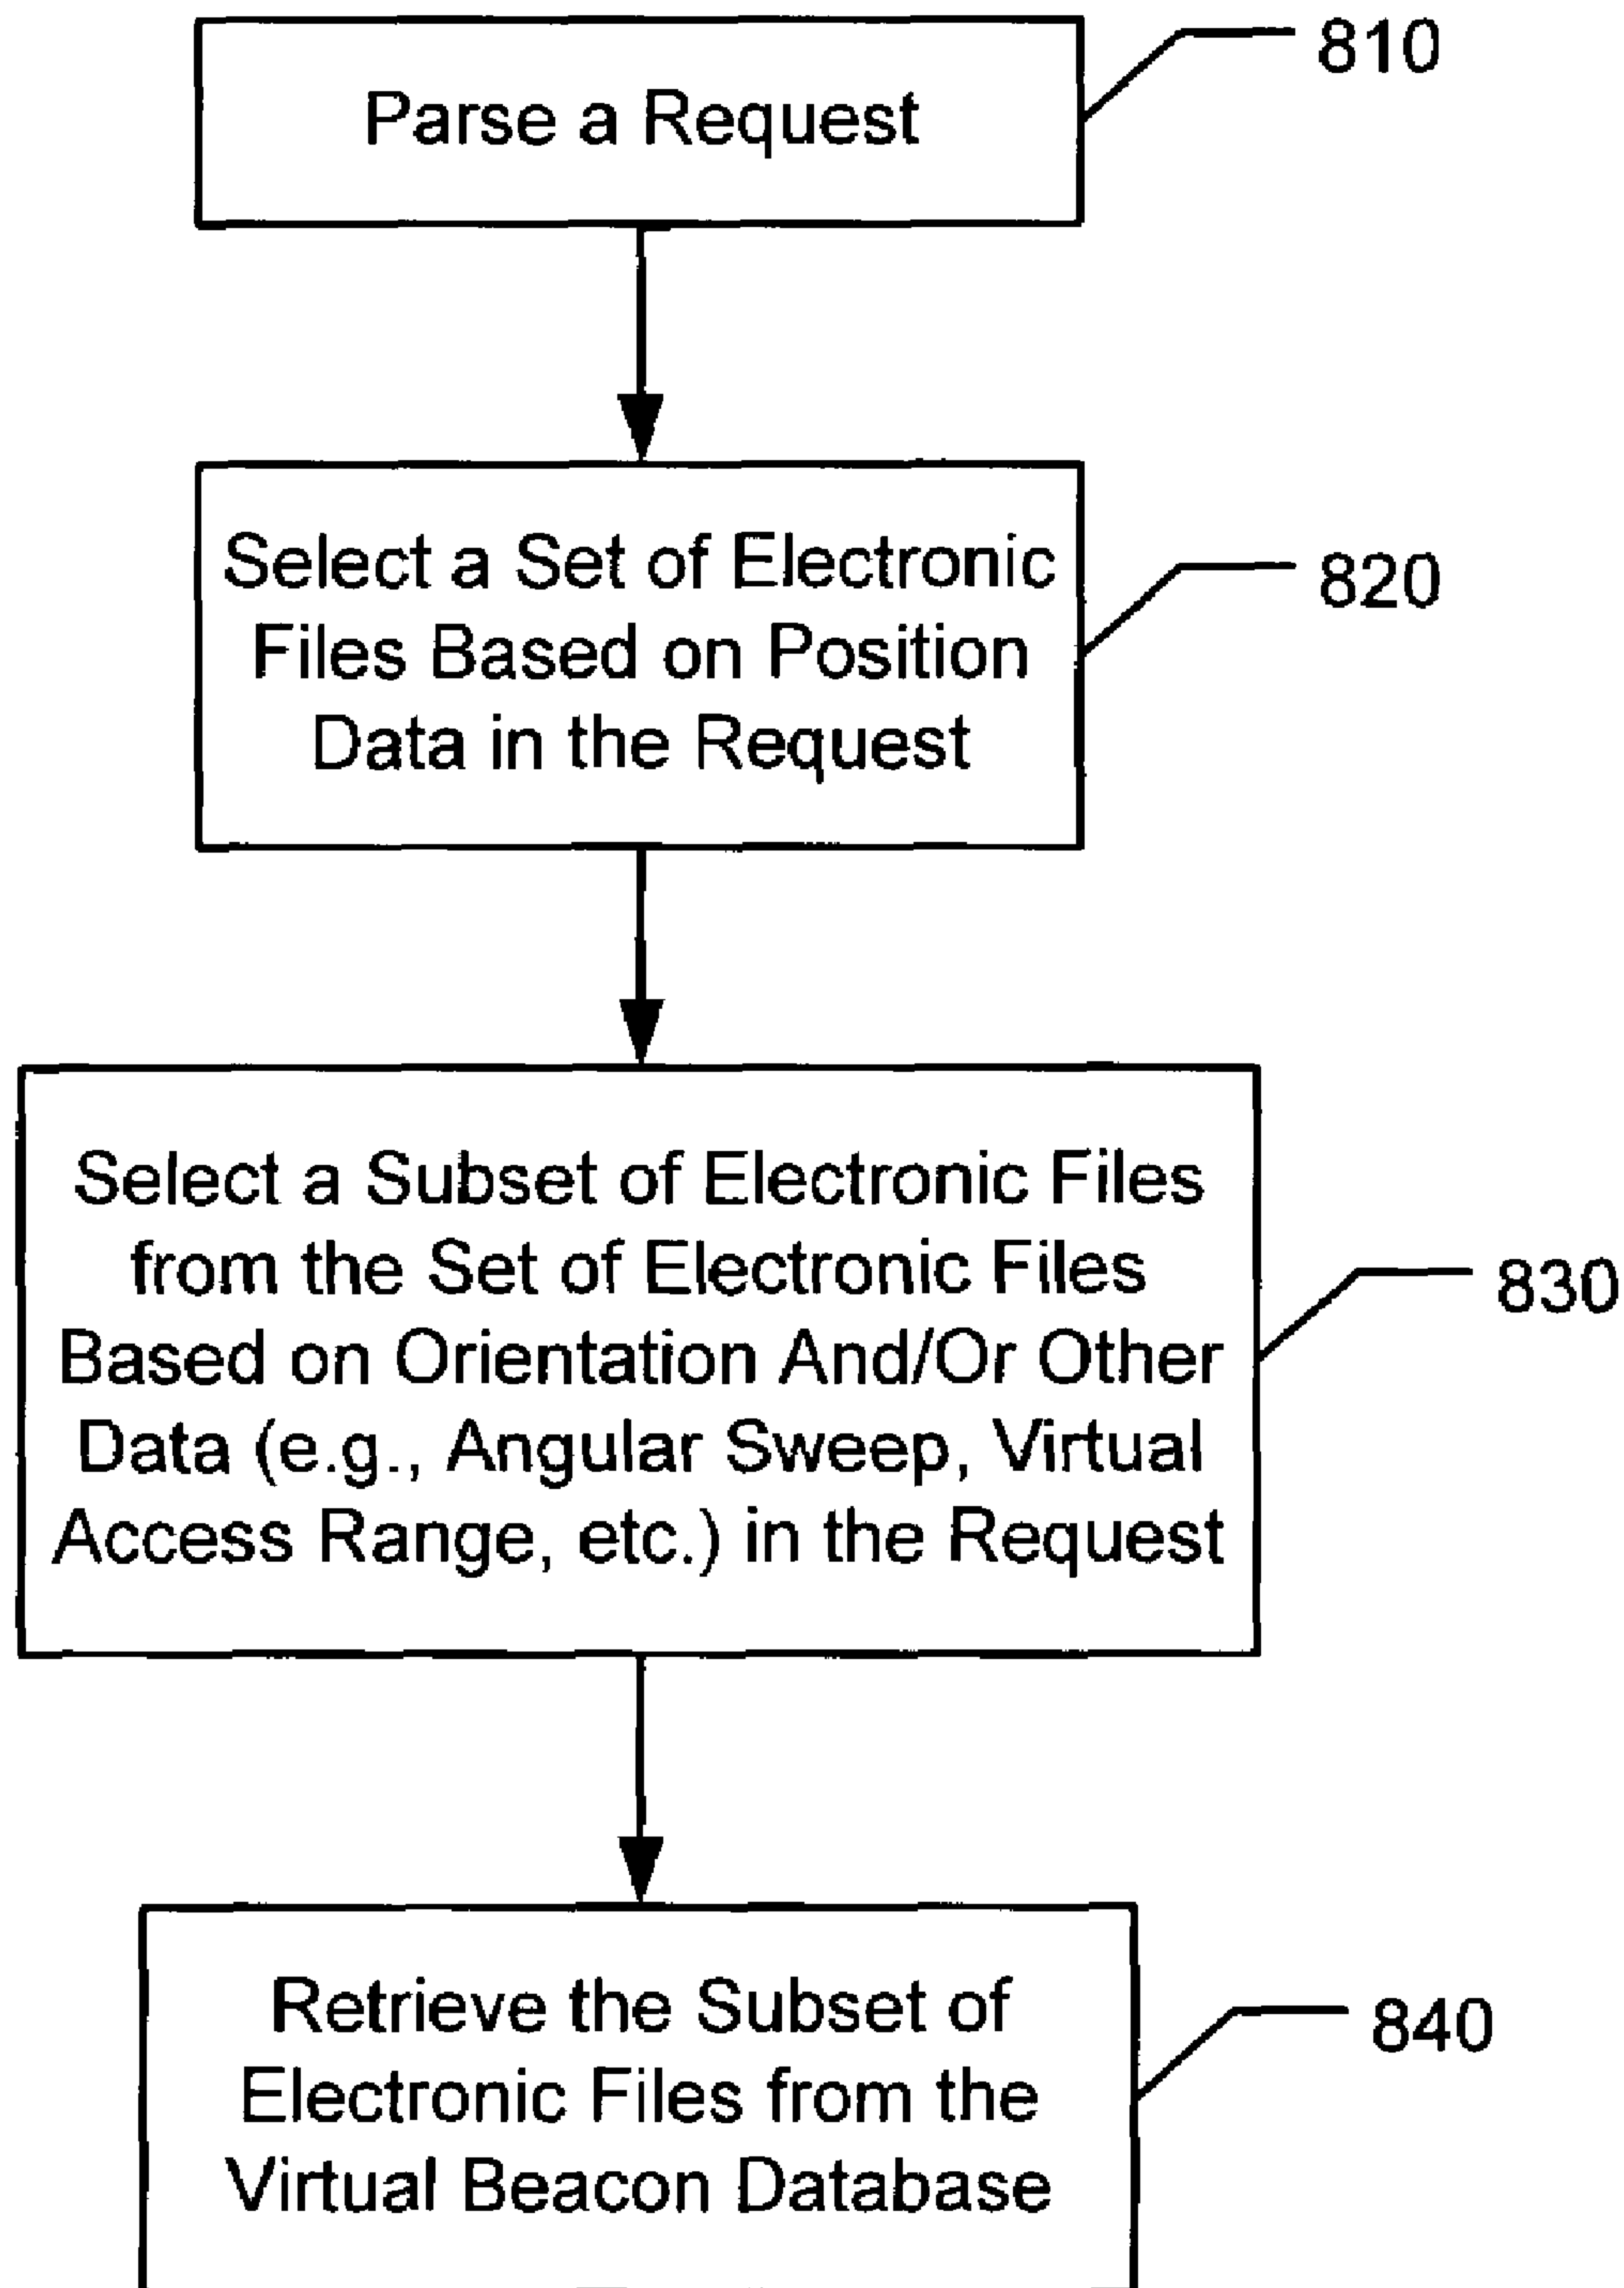 Parse a Request
810
Select a Set of Electronic
Files Based on Position
Data in the Request
820
Select a Subset of Electronic Files
from the Set of Electronic Files
Based on Orientation And/Or Other
Data (e.g., Angular Sweep, Virtual
Access Range, etc.) in the Request
830
Retrieve the Subset of
Electronic Files from the
Virtual Beacon Database
840